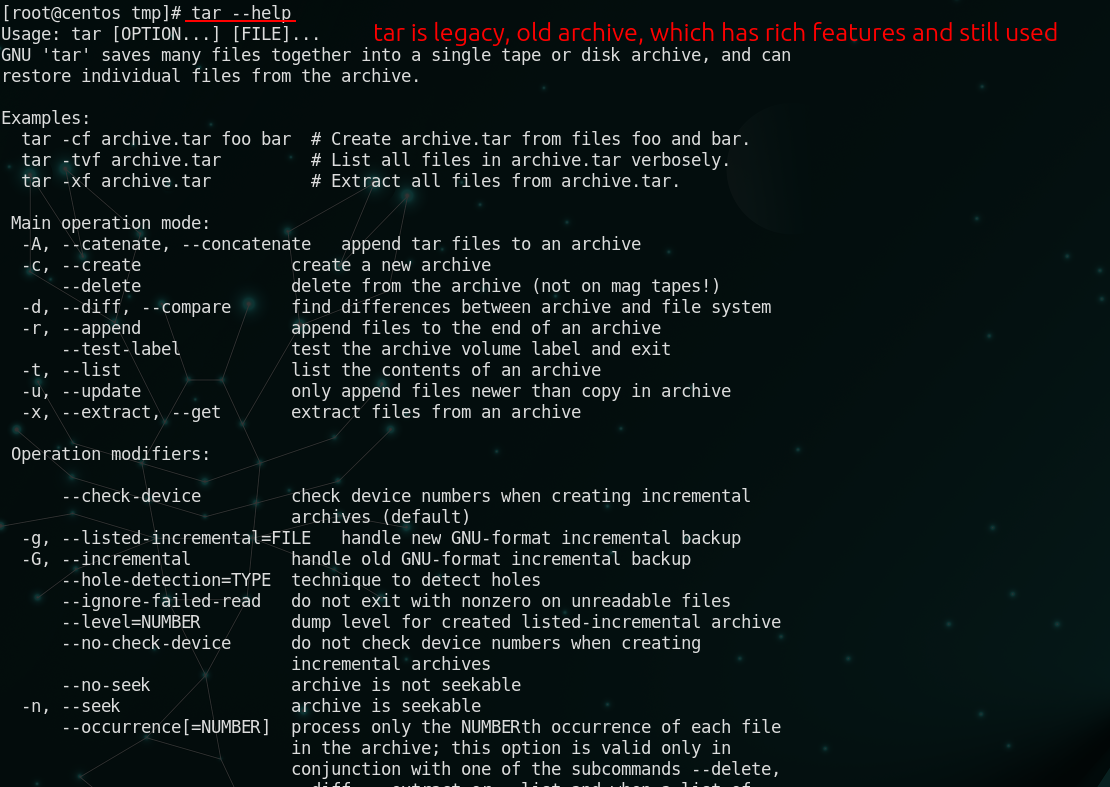 [root@centos tmp]# tar --help
Usage: tar [OPTION...] [FILE]...
tar is legacy, old archive, which has rich features and still used
GNU 'tar' saves many files together into a single tape or disk archive, and can
restore individual files from the archive.

Examples:
  tar -cf archive.tar foo bar  # Create archive.tar from files foo and bar.
  tar -tvf archive.tar         # List all files in archive.tar verbosely.
  tar -xf archive.tar          # Extract all files from archive.tar.

 Main operation mode:
  -A, --catenate, --concatenate   append tar files to an archive
  -c, --create               create a new archive
      --delete               delete from the archive (not on mag tapes!)
  -d, --diff, --compare      find differences between archive and file system
  -r, --append               append files to the end of an archive
      --test-label           test the archive volume label and exit
  -t, --list                 list the contents of an archive
  -u, --update               only append files newer than copy in archive
  -x, --extract, --get       extract files from an archive

 Operation modifiers:

      --check-device         check device numbers when creating incremental
                             archives (default)
  -g, --listed-incremental=FILE   handle new GNU-format incremental backup
  -G, --incremental          handle old GNU-format incremental backup
      --hole-detection=TYPE  technique to detect holes
      --ignore-failed-read   do not exit with nonzero on unreadable files
      --level=NUMBER         dump level for created listed-incremental archive
      --no-check-device      do not check device numbers when creating
                             incremental archives
      --no-seek              archive is not seekable
  -n, --seek                 archive is seekable
      --occurrence[=NUMBER]  process only the NUMBERth occurrence of each file
                             in the archive; this option is valid only in
                             conjunction with one of the subcommands --delete,
                             --diff, --extract or --list and when a list of